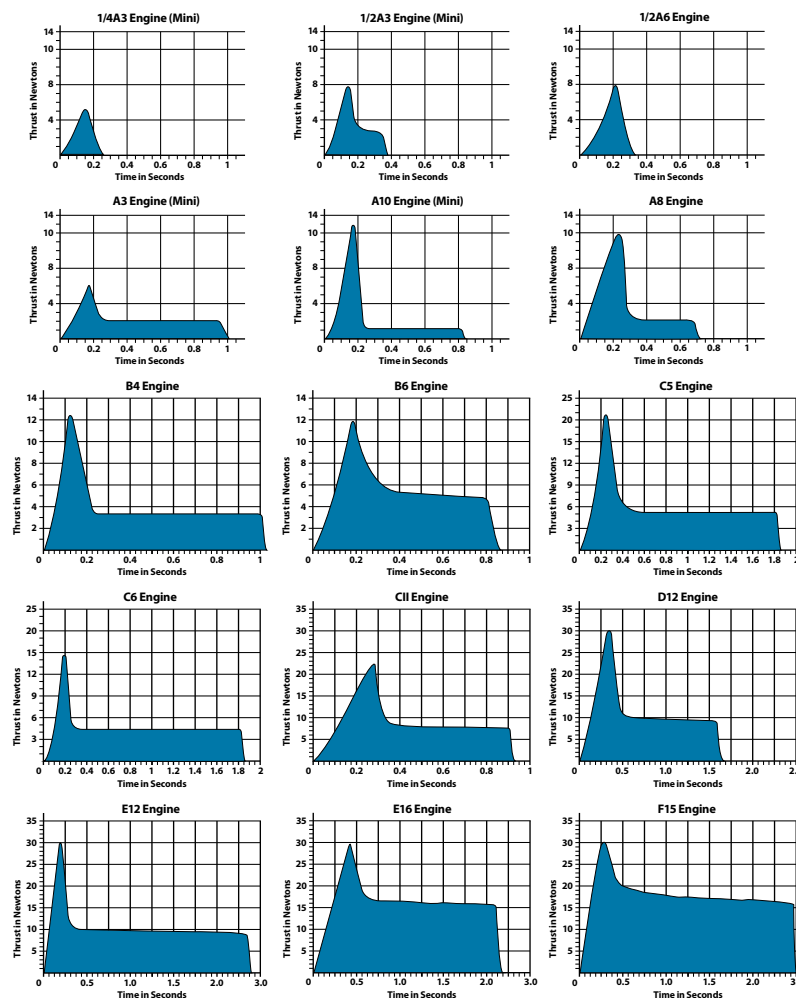 1/4A3 Engine (Mini)
Thrust in Newtons
14
10
8
4
0 0.2 0.4 0.6 0.8 1
Time in Seconds
1/2A3 Engine (Mini)
Thrust in Newtons
14
10
8
4
0 0.2 0.4 0.6 0.8 1
Time in Seconds
1/2A6 Engine
Thrust in Newtons
14
10
8
4
0 0.2 0.4 0.6 0.8 1
Time in Seconds
A3 Engine (Mini)
Thrust in Newtons
14
10
8
4
0 0.2 0.4 0.6 0.8 1
Time in Seconds
A10 Engine (Mini)
Thrust in Newtons
14
10
8
4
0 0.2 0.4 0.6 0.8 1
Time in Seconds
A8 Engine
Thrust in Newtons
14
10
8
4
0 0.2 0.4 0.6 0.8 1
Time in Seconds
B4 Engine
Thrust in Newtons
14
12
10
8
6
4
2
0 0.2 0.4 0.6 0.8 1
Time in Seconds
B6 Engine
Thrust in Newtons
14
12
10
8
6
4
2
0 0.2 0.4 0.6 0.8 1
Time in Seconds
C5 Engine
Thrust in Newtons
25
20
15
12
9
6
3
0 0.2 0.4 0.6 0.8 1 1.2 1.4 1.6 1.8
Time in Seconds
C6 Engine
Thrust in Newtons
25
20
15
12
9
6
3
0 0.2 0.4 0.6 0.8 1 1.2 1.4 1.6 1.8 2
Time in Seconds
CII Engine
Thrust in Newtons
35
30
25
20
15
10
5
0 0.2 0.4 0.6 0.8 1
Time in Seconds
D12 Engine
Thrust in Newtons
35
30
25
20
15
10
5
0 0.5 1.0 1.5 2.0
Time in Seconds
E12 Engine
Thrust in Newtons
35
30
25
20
15
10
5
0 0.5 1.0 1.5 2.0 2.5 3.0
Time in Seconds
E16 Engine
Thrust in Newtons
35
30
25
20
15
10
5
0 0.5 1.0 1.5 2.0 2.5 3.0
Time in Seconds
F15 Engine
Thrust in Newtons
35
30
25
20
15
10
5
0 0.5 1.0 1.5 2.0 2.5
Time in Seconds